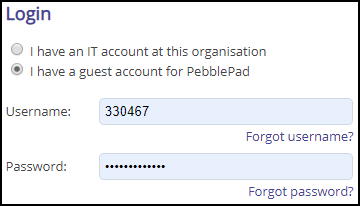 Login
I have an IT account at this organisation
I have a guest account for PebblePad
Username: 330467
Forgot username?
Password: •••••••••••••
Forgot password?